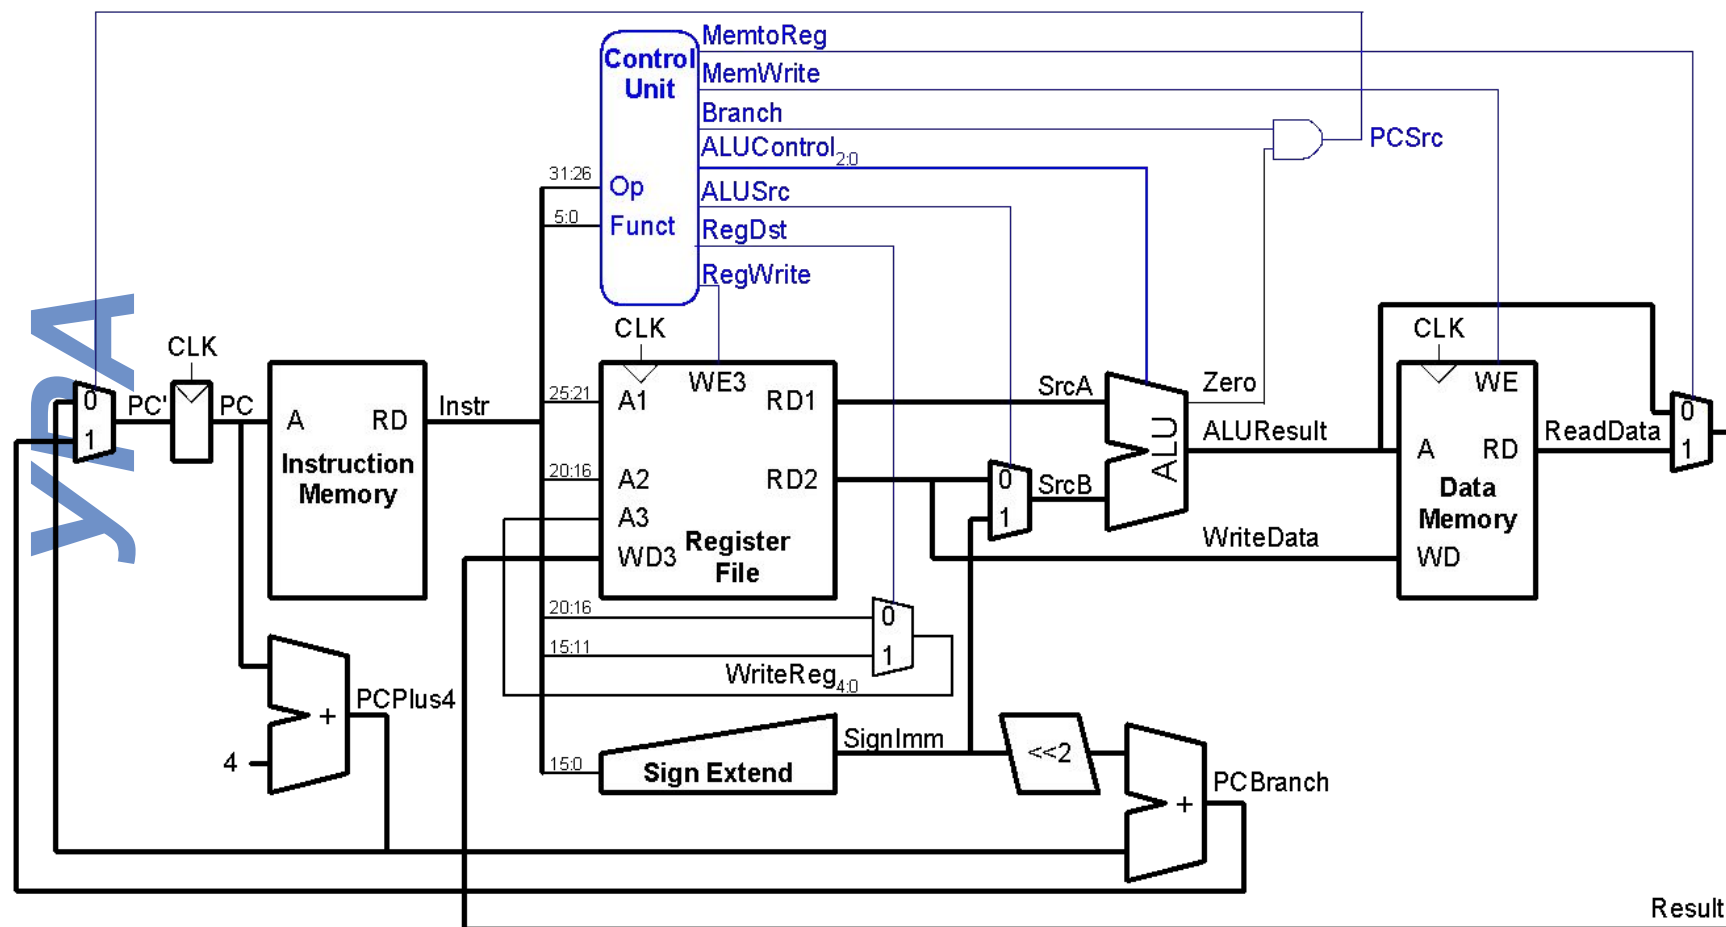 MemtoReg
Control
Unit
MemWrite
Branch
ALUControl2:0
PCSrc
31:26
Op
ALUSrc
5:0
Funct
RegDst
RegWrite
CLK
CLK
CLK
0
1
PC'
PC
A
RD
Instruction
Memory
Instr
25:21
A1
WE3
RD1
20:16
A2
RD2
A3
WD3
Register
File
SrcA
0
1
SrcB
ALU
Zero
ALUResult
WriteData
WE
A
RD
Data
Memory
WD
ReadData
0
1
20:16
0
15:11
1
WriteReg4:0
PCPlus4
+
4
SignImm
15:0
Sign Extend
<<2
+
PCBranch
Result